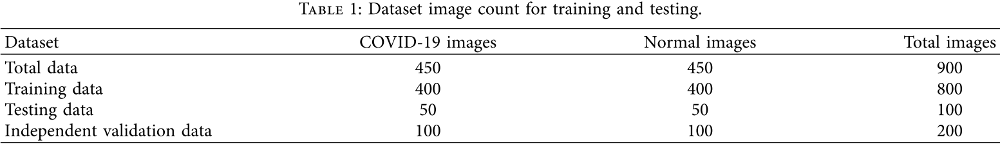 Table 1: Dataset image count for training and testing.
Dataset COVID-19 images Normal images Total images
Total data 450 450 900
Training data 400 400 800
Testing data 50 50 100
Independent validation data 100 100 200